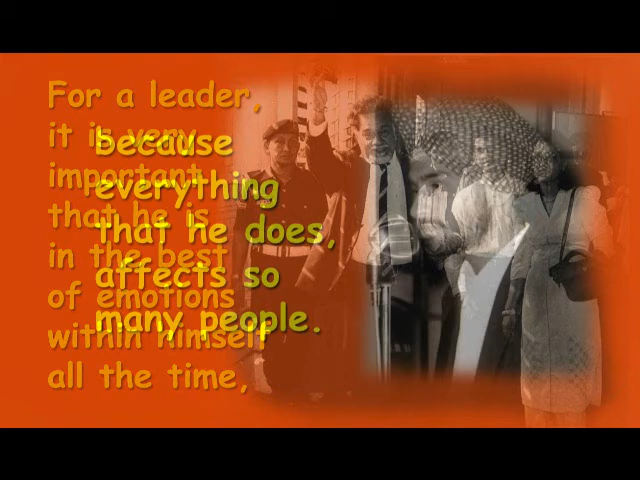 For a leader,
it is very
important
that he is
in the best
of emotions
within himself
all the time,
because
everything
that he does,
affects so
many people.